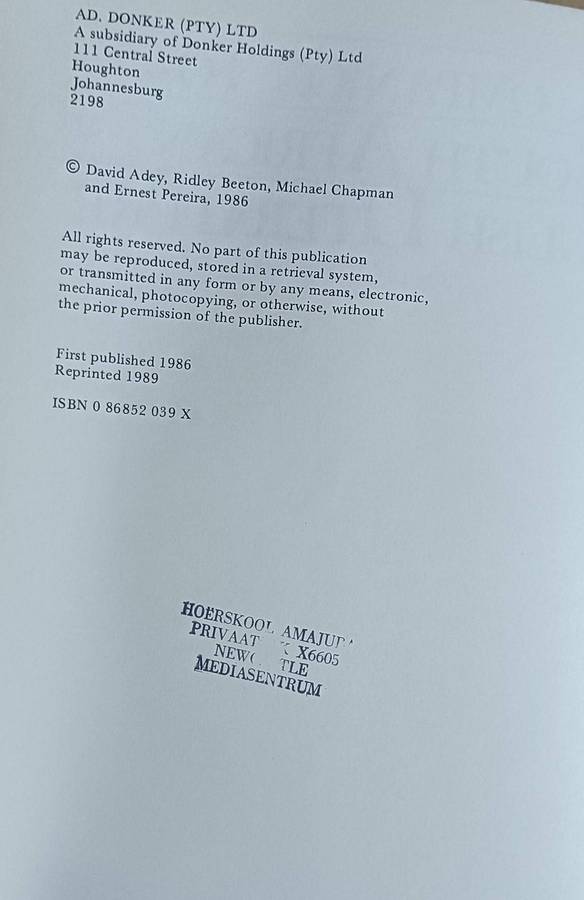 AD. DONKER (PTY) LTD
A subsidiary of Donker Holdings (Pty) Ltd
111 Central Street
Houghton
Johannesburg
2198
© David Adey, Ridley Beeton, Michael Chapman
and Ernest Pereira, 1986
All rights reserved. No part of this publication
may be reproduced, stored in a retrieval system,
or transmitted in any form or by any means, electronic,
mechanical, photocopying, or otherwise, without
the prior permission of the publisher.
First published 1986
Reprinted 1989
ISBN 0 86852 039 X
HOËRSKOOL
PRIVAAT X6605
MEDIASENTRUM